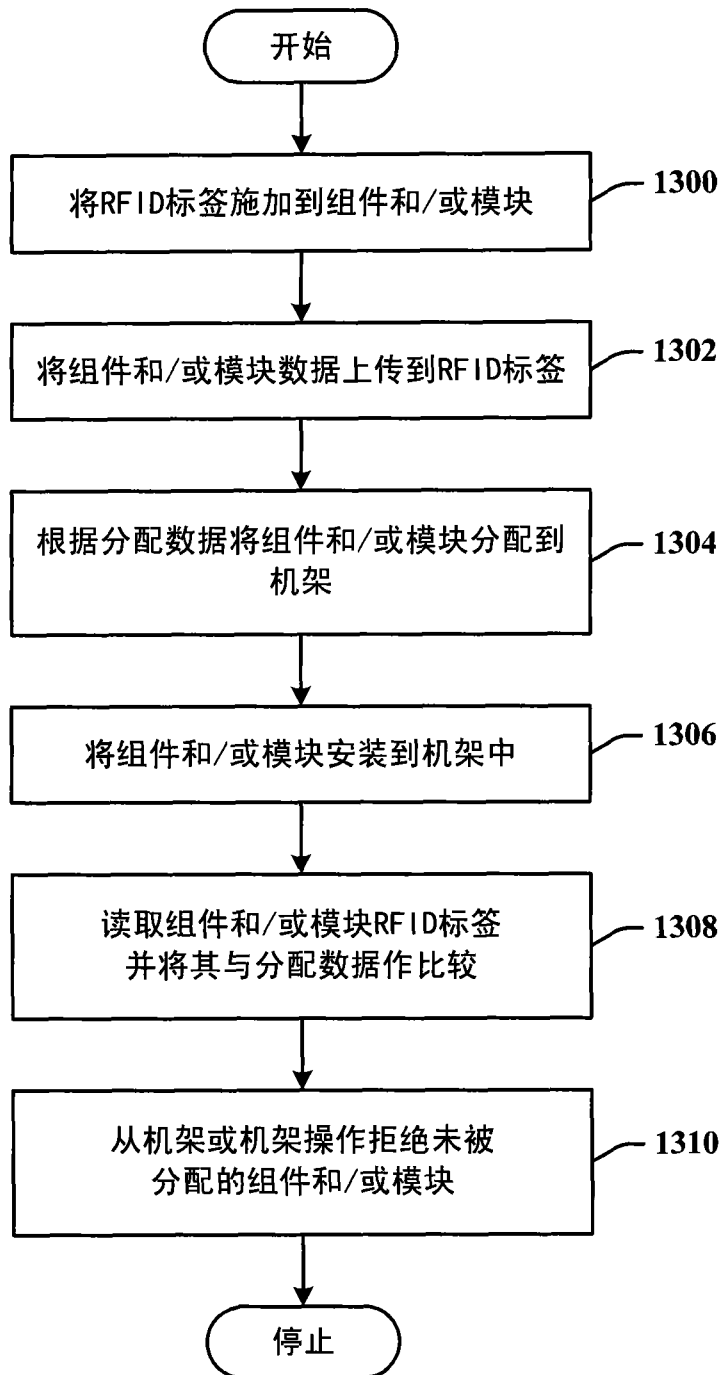 开始
将RFID标签施加到组件和/或模块
1300
将组件和/或模块数据上传到RFID标签
1302
根据分配数据将组件和/或模块分配到
机架
1304
将组件和/或模块安装到机架中
1306
读取组件和/或模块RFID标签
并将其与分配数据作比较
1308
从机架或机架操作拒绝未被
分配的组件和/或模块
1310
停止